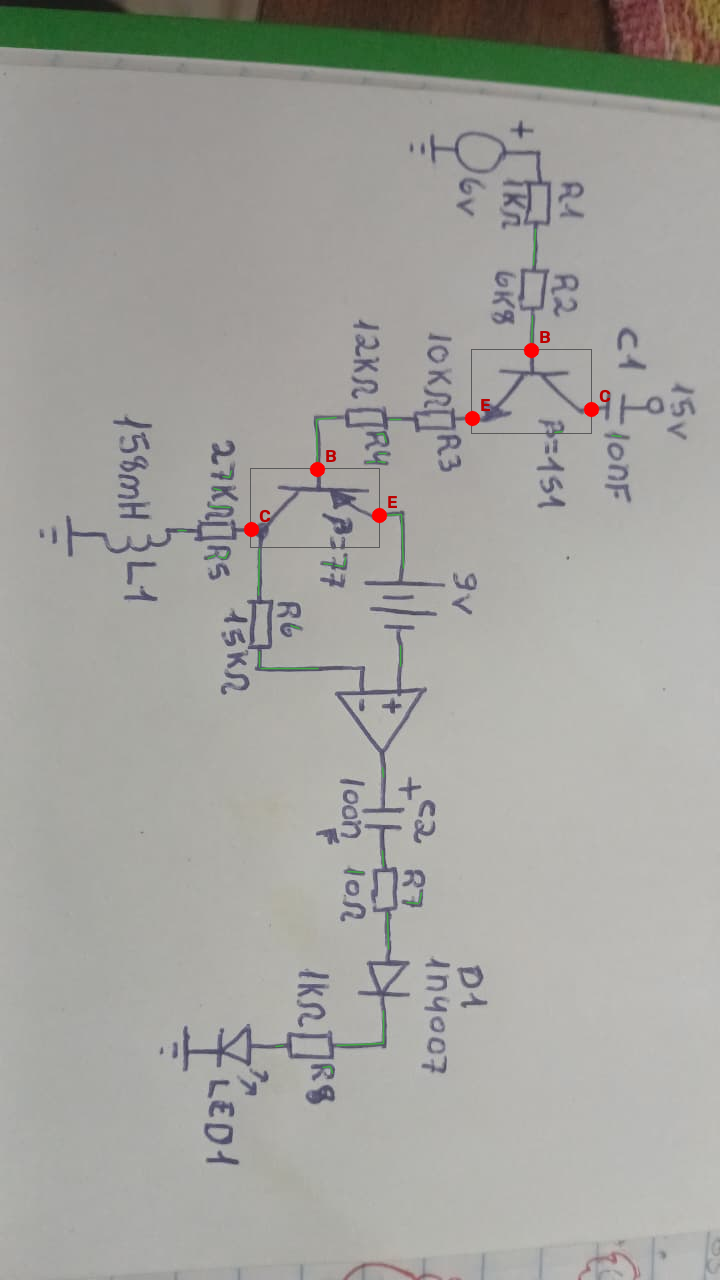 +
6V
R1
1KΩ
R2
6K8
B
C1
15V
10nF
C
β=151
E
10KΩ
R3
12KΩ
R4
B
E
β=77
C
27KΩ
R5
158mH
L1
9V
R6
15KΩ
-
+
+
C2
100n
F
R7
10Ω
D1
1n4007
1KΩ
R8
LED1